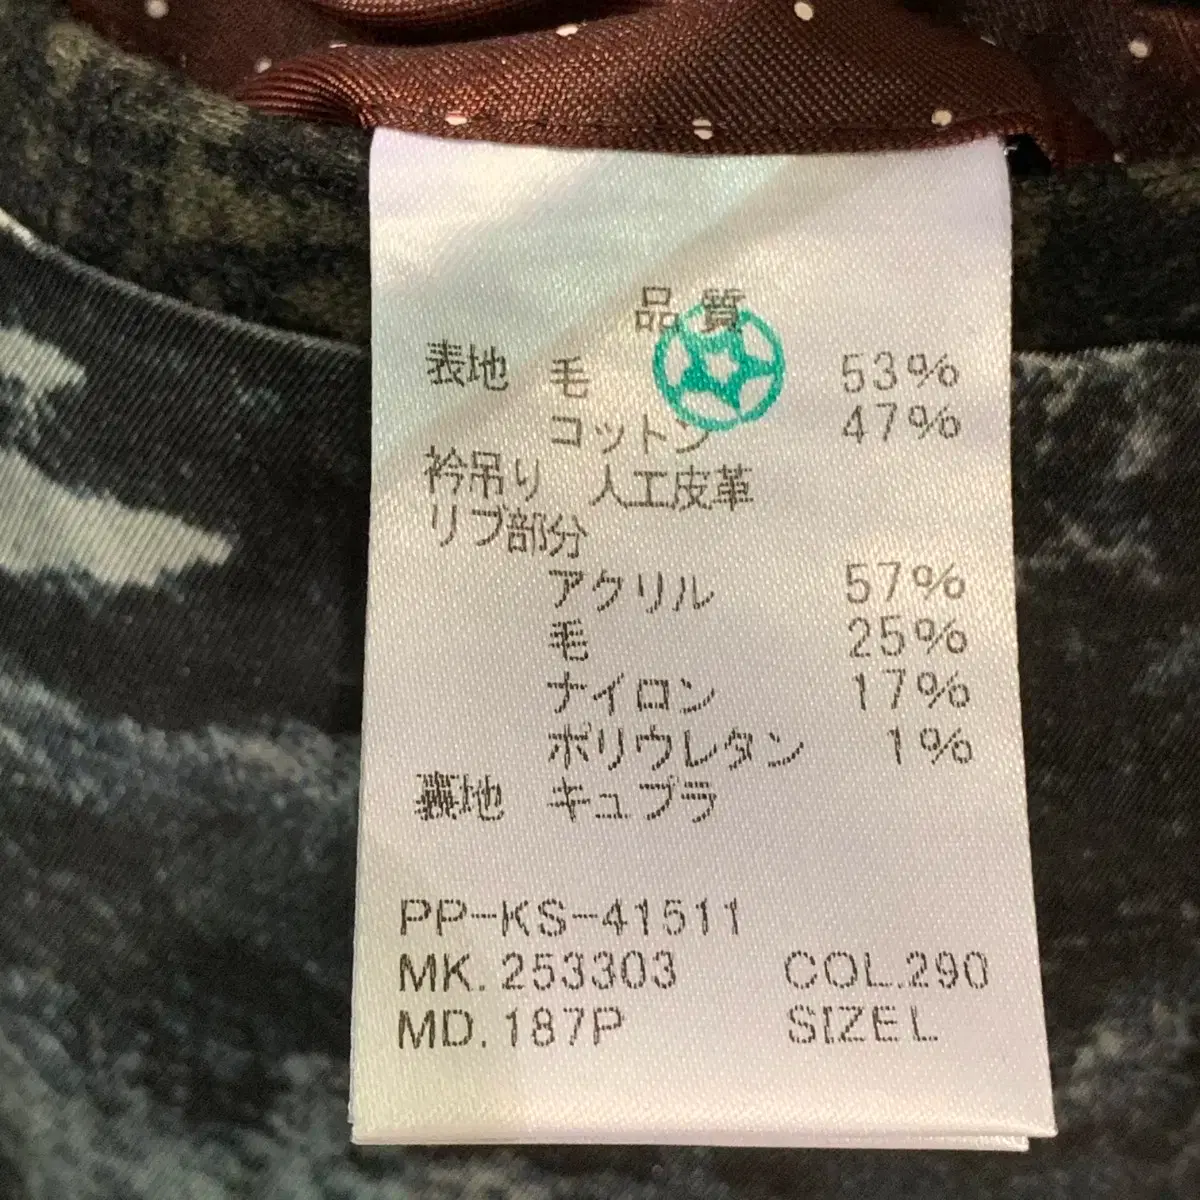 品質
表地 毛 53%
コットン 47%
衿吊り 人工皮革
リブ部分
アクリル 57%
毛 25%
ナイロン 17%
ポリウレタン 1%
裏地 キュプラ
PP-KS-41511
MK.253303 COL.290
MD.187P SIZE L